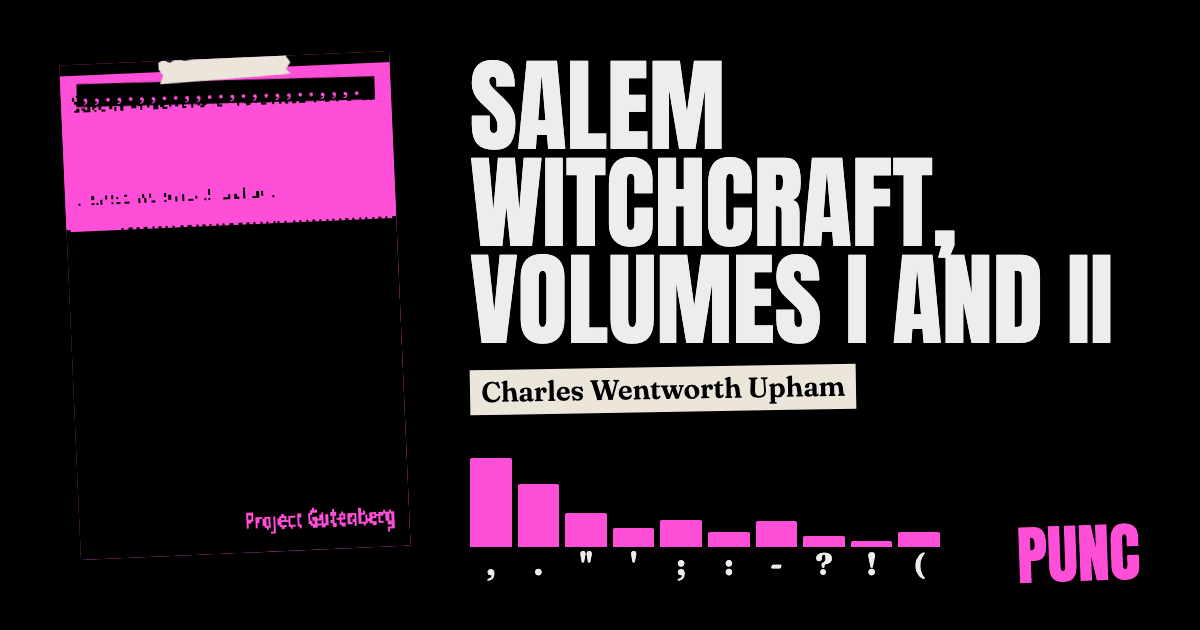 SALEM
WITCHCRAFT,
VOLUMES I AND II
Charles Wentworth Upham
Project Gutenberg
, . " ' ; : - ? ! (
PUNC